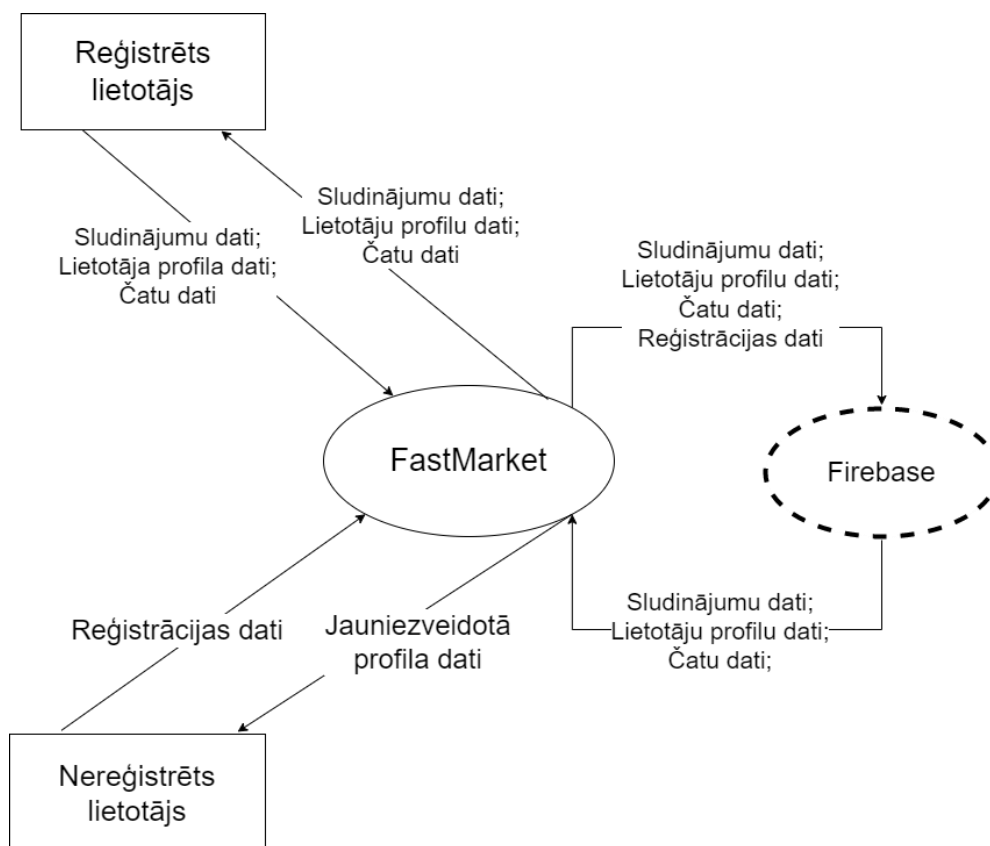 Reģistrēts
lietotājs
Sludinājumu dati;
Lietotāju profilu dati;
Čatu dati
Sludinājumu dati;
Lietotāja profila dati;
Čatu dati
Sludinājumu dati;
Lietotāju profilu dati;
Čatu dati;
Reģistrācijas dati
FastMarket
Firebase
Reģistrācijas dati
Jauniezveidotā
profila dati
Sludinājumu dati;
Lietotāju profilu dati;
Čatu dati;
Nereģistrēts
lietotājs